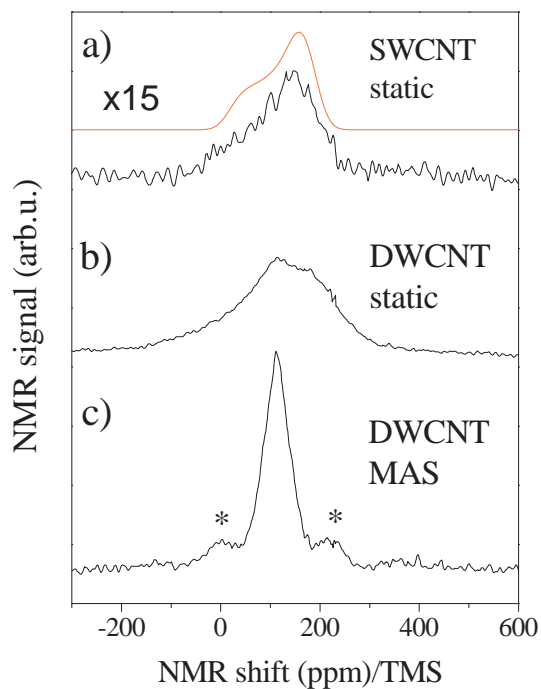 a)
SWCNT
static
x15
b)
DWCNT
static
c)
DWCNT
MAS
* *
NMR signal (arb.u.)
-200 0 200 400 600
NMR shift (ppm)/TMS